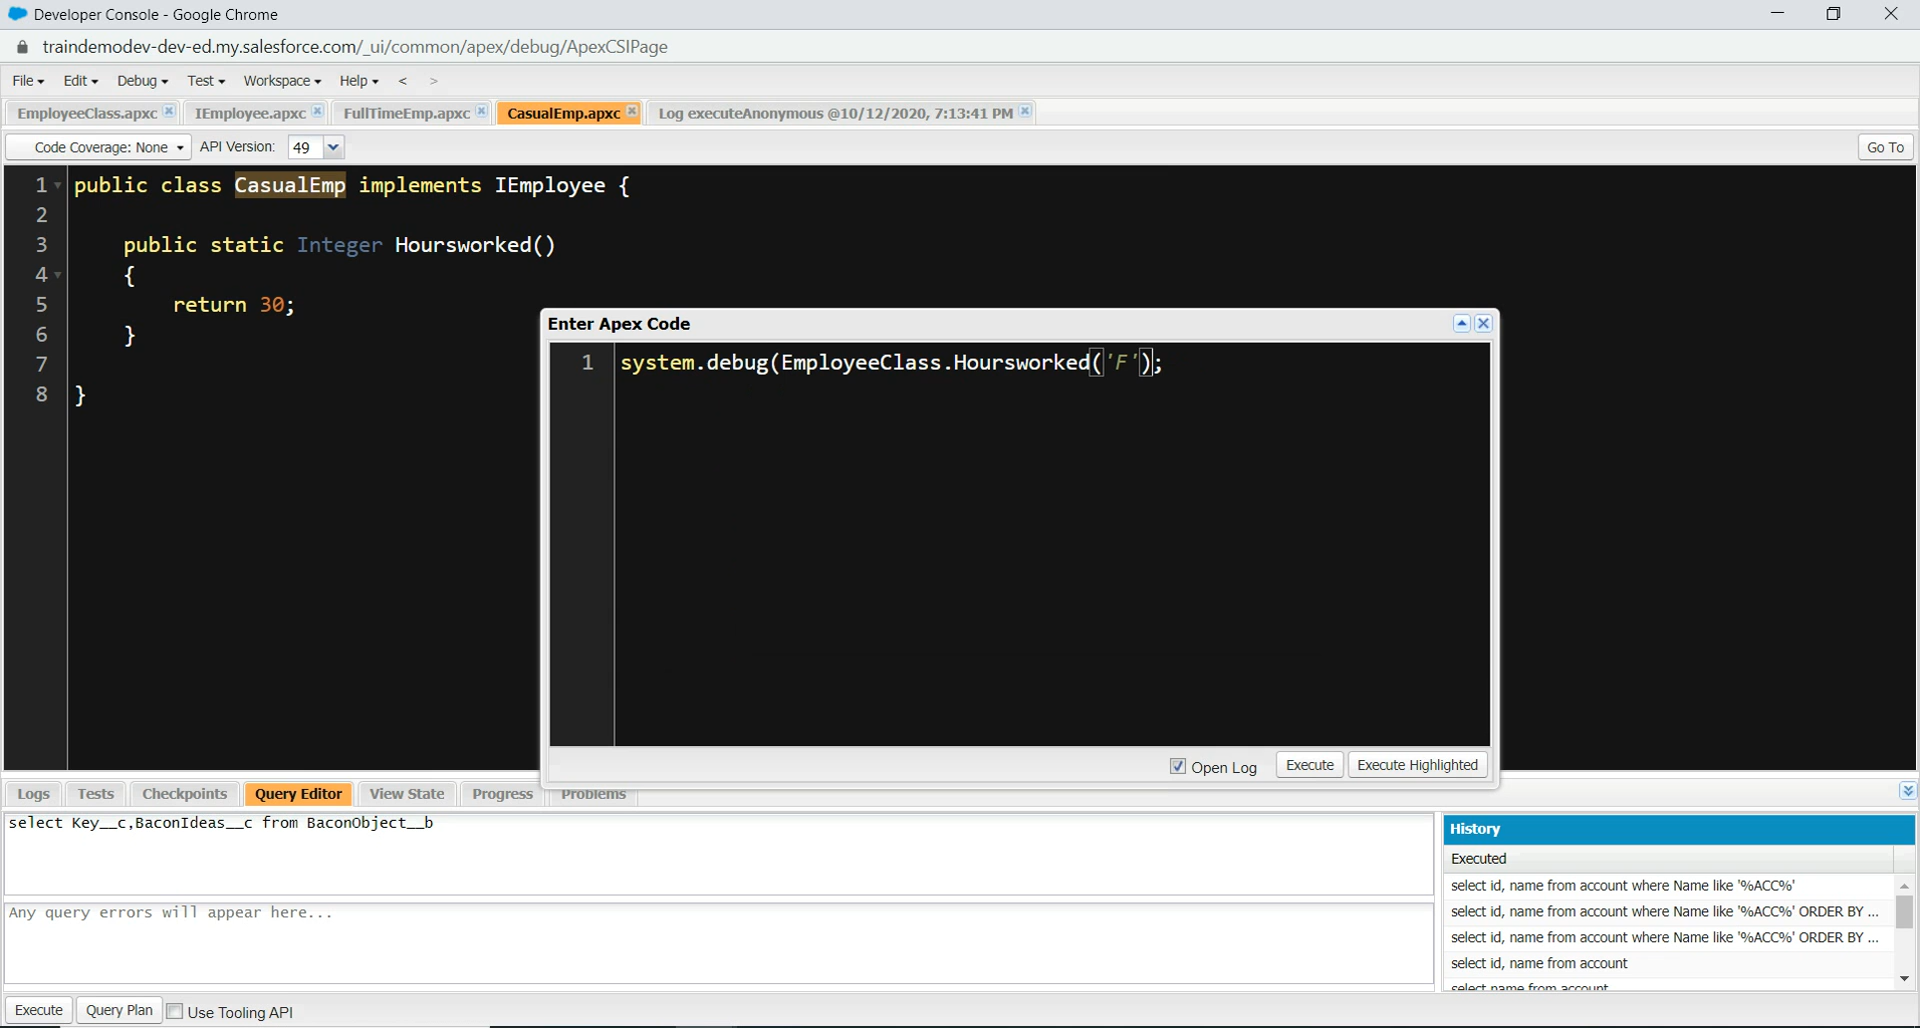 Developer Console - Google Chrome
traindemodev-dev-ed.my.salesforce.com/_ui/common/apex/debug/ApexCSIPage
File Edit Debug Test Workspace Help < >
EmployeeClass.apxc IEmployee.apxc FullTimeEmp.apxc CasualEmp.apxc Log executeAnonymous @10/12/2020, 7:13:41 PM
Code Coverage: None API Version: 49 Go To
1 public class CasualEmp implements IEmployee {
2
3 public static Integer Hoursworked()
4 {
5 return 30;
6 }
7
8 }
Enter Apex Code
1 system.debug(EmployeeClass.Hoursworked('F');
Open Log Execute Execute Highlighted
Logs Tests Checkpoints Query Editor View State Progress Problems
select Key__c,BaconIdeas__c from BaconObject__b
Any query errors will appear here...
History
Executed
select id, name from account where Name like '%ACC%'
select id, name from account where Name like '%ACC%' ORDER BY ...
select id, name from account where Name like '%ACC%' ORDER BY ...
select id, name from account
select name from account
Execute Query Plan Use Tooling API